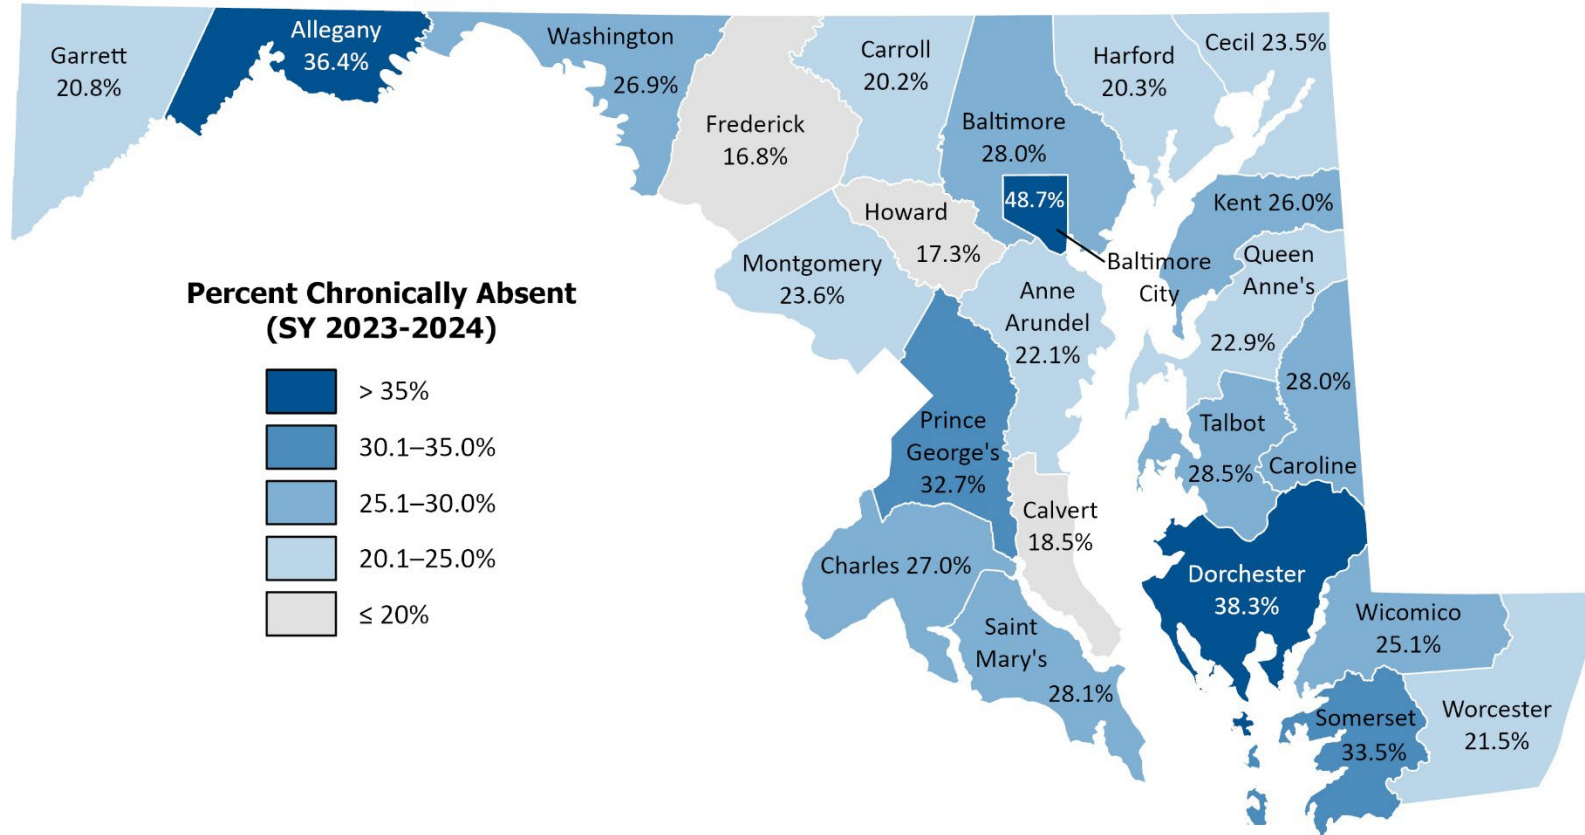 Garrett
20.8%
Allegany
36.4%
Washington
26.9%
Frederick
16.8%
Carroll
20.2%
Baltimore
28.0%
48.7%
Baltimore
City
Harford
20.3%
Cecil 23.5%
Kent 26.0%
Queen
Anne's
22.9%
Howard
17.3%
Montgomery
23.6%
Anne
Arundel
22.1%
28.0%
Caroline
Talbot
28.5%
Prince
George's
32.7%
Calvert
18.5%
Charles 27.0%
Saint
Mary's
28.1%
Dorchester
38.3%
Wicomico
25.1%
Somerset
33.5%
Worcester
21.5%
Percent Chronically Absent
(SY 2023-2024)
> 35%
30.1–35.0%
25.1–30.0%
20.1–25.0%
≤ 20%